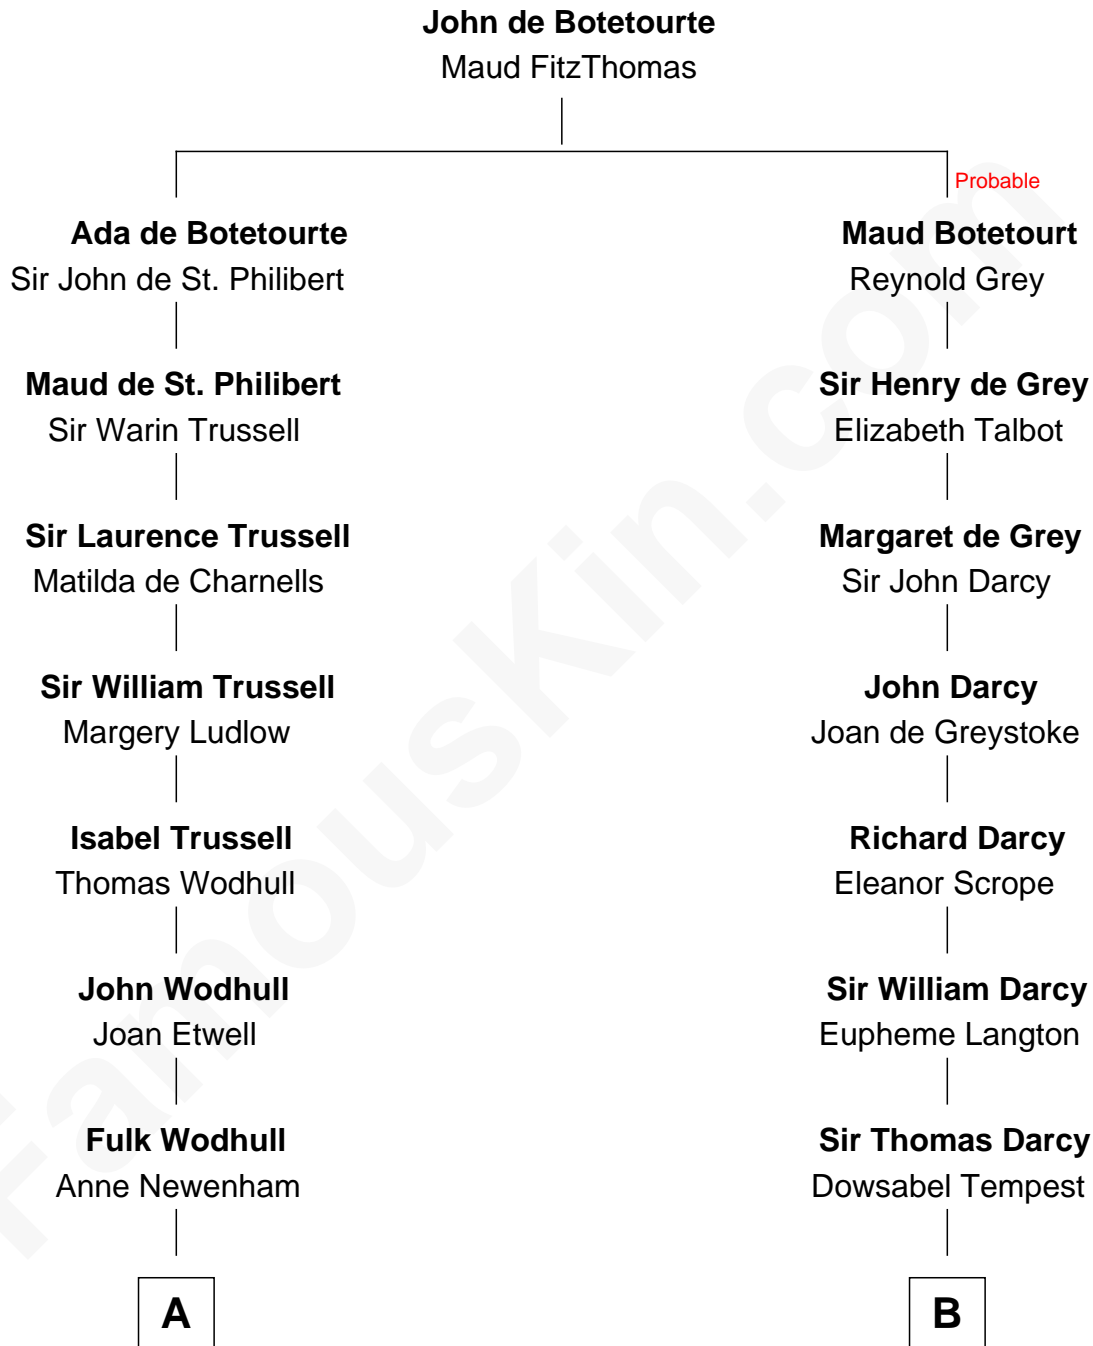 John de Botetourte
Maud FitzThomas
Probable
Ada de Botetourte
Sir John de St. Philibert
Maud Botetourt
Reynold Grey
Maud de St. Philibert
Sir Warin Trussell
Sir Henry de Grey
Elizabeth Talbot
Sir Laurence Trussell
Matilda de Charnells
Margaret de Grey
Sir John Darcy
Sir William Trussell
Margery Ludlow
John Darcy
Joan de Greystoke
Isabel Trussell
Thomas Wodhull
Richard Darcy
Eleanor Scrope
John Wodhull
Joan Etwell
Sir William Darcy
Eupheme Langton
Fulk Wodhull
Anne Newenham
Sir Thomas Darcy
Dowsabel Tempest
A
B
FamousKin.com